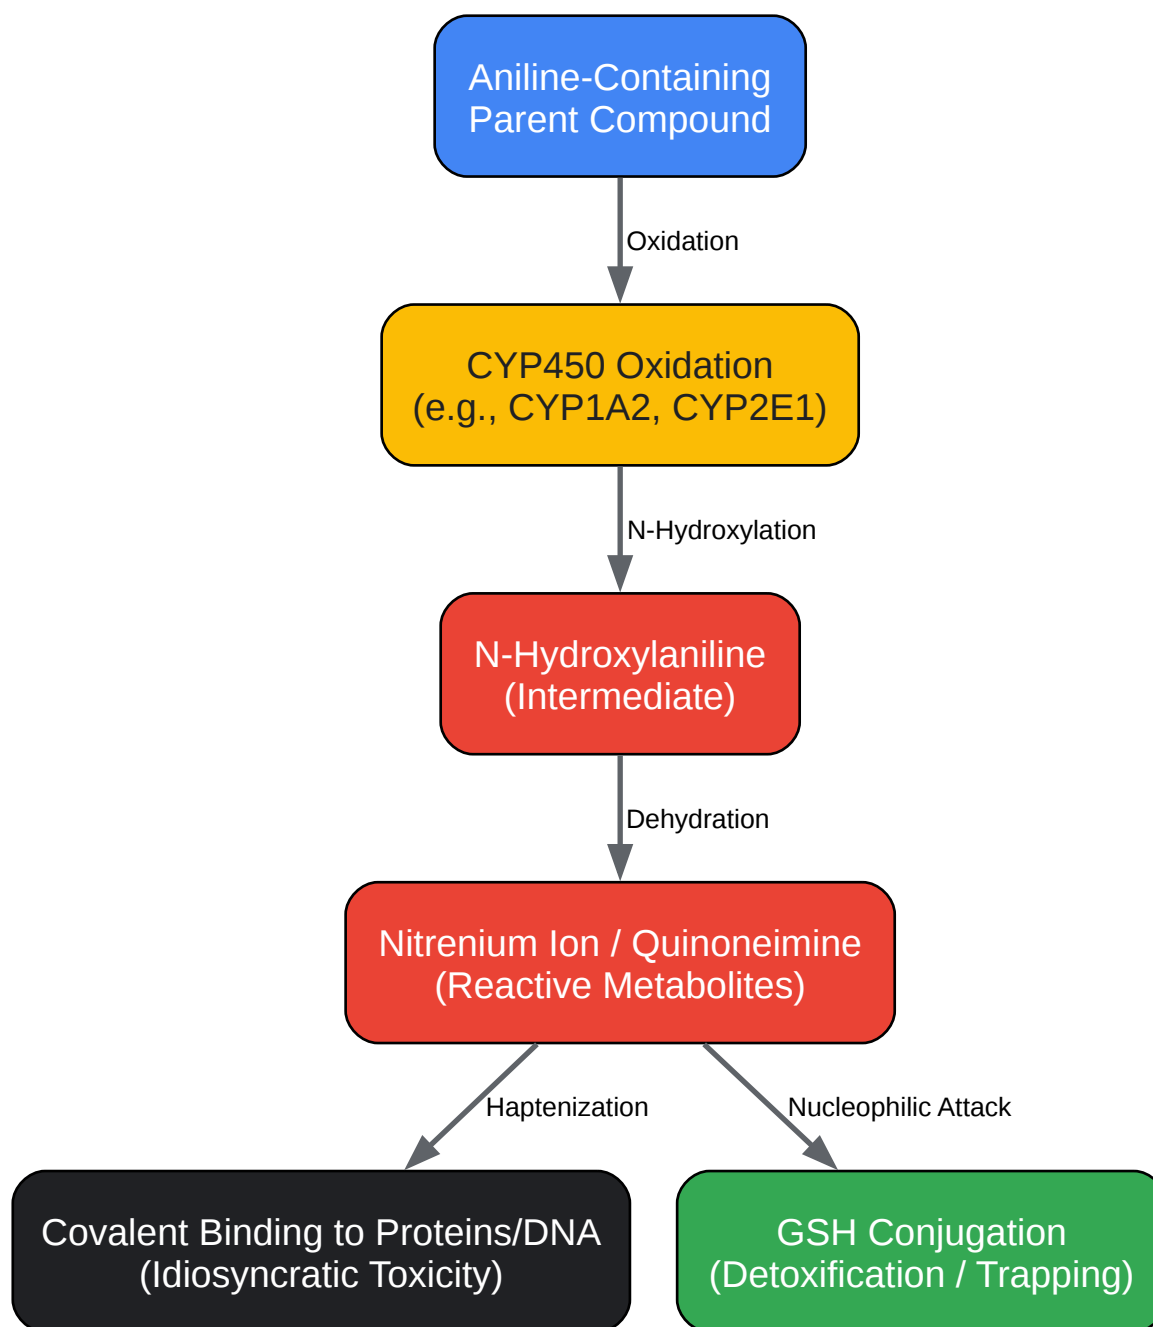 Aniline-Containing
Parent Compound
Oxidation
CYP450 Oxidation
(e.g., CYP1A2, CYP2E1)
N-Hydroxylation
N-Hydroxylaniline
(Intermediate)
Dehydration
Nitrenium Ion / Quinoneimine
(Reactive Metabolites)
Haptenization
Nucleophilic Attack
Covalent Binding to Proteins/DNA
(Idiosyncratic Toxicity)
GSH Conjugation
(Detoxification / Trapping)